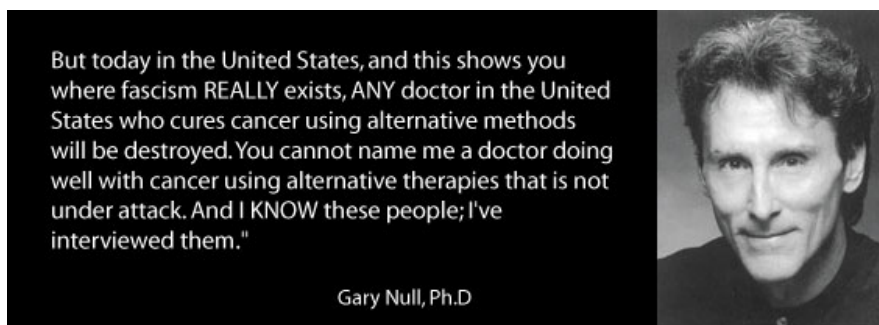 But today in the United States, and this shows you
where fascism REALLY exists, ANY doctor in the United
States who cures cancer using alternative methods
will be destroyed. You cannot name me a doctor doing
well with cancer using alternative therapies that is not
under attack. And I KNOW these people; I've
interviewed them."
Gary Null, Ph.D